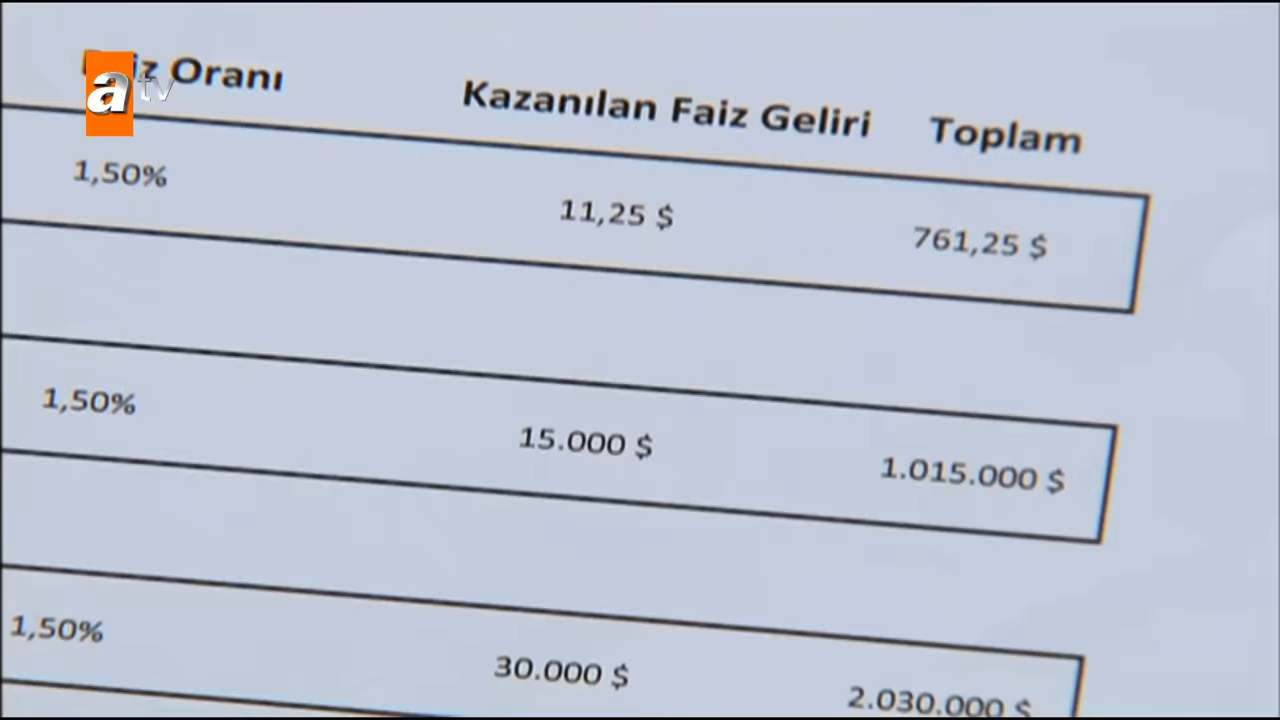 atv
Oranı Kazanılan Faiz Geliri Toplam
1,50% 11,25 $ 761,25 $
1,50% 15.000 $ 1.015.000 $
1,50% 30.000 $ 2.030.000 $